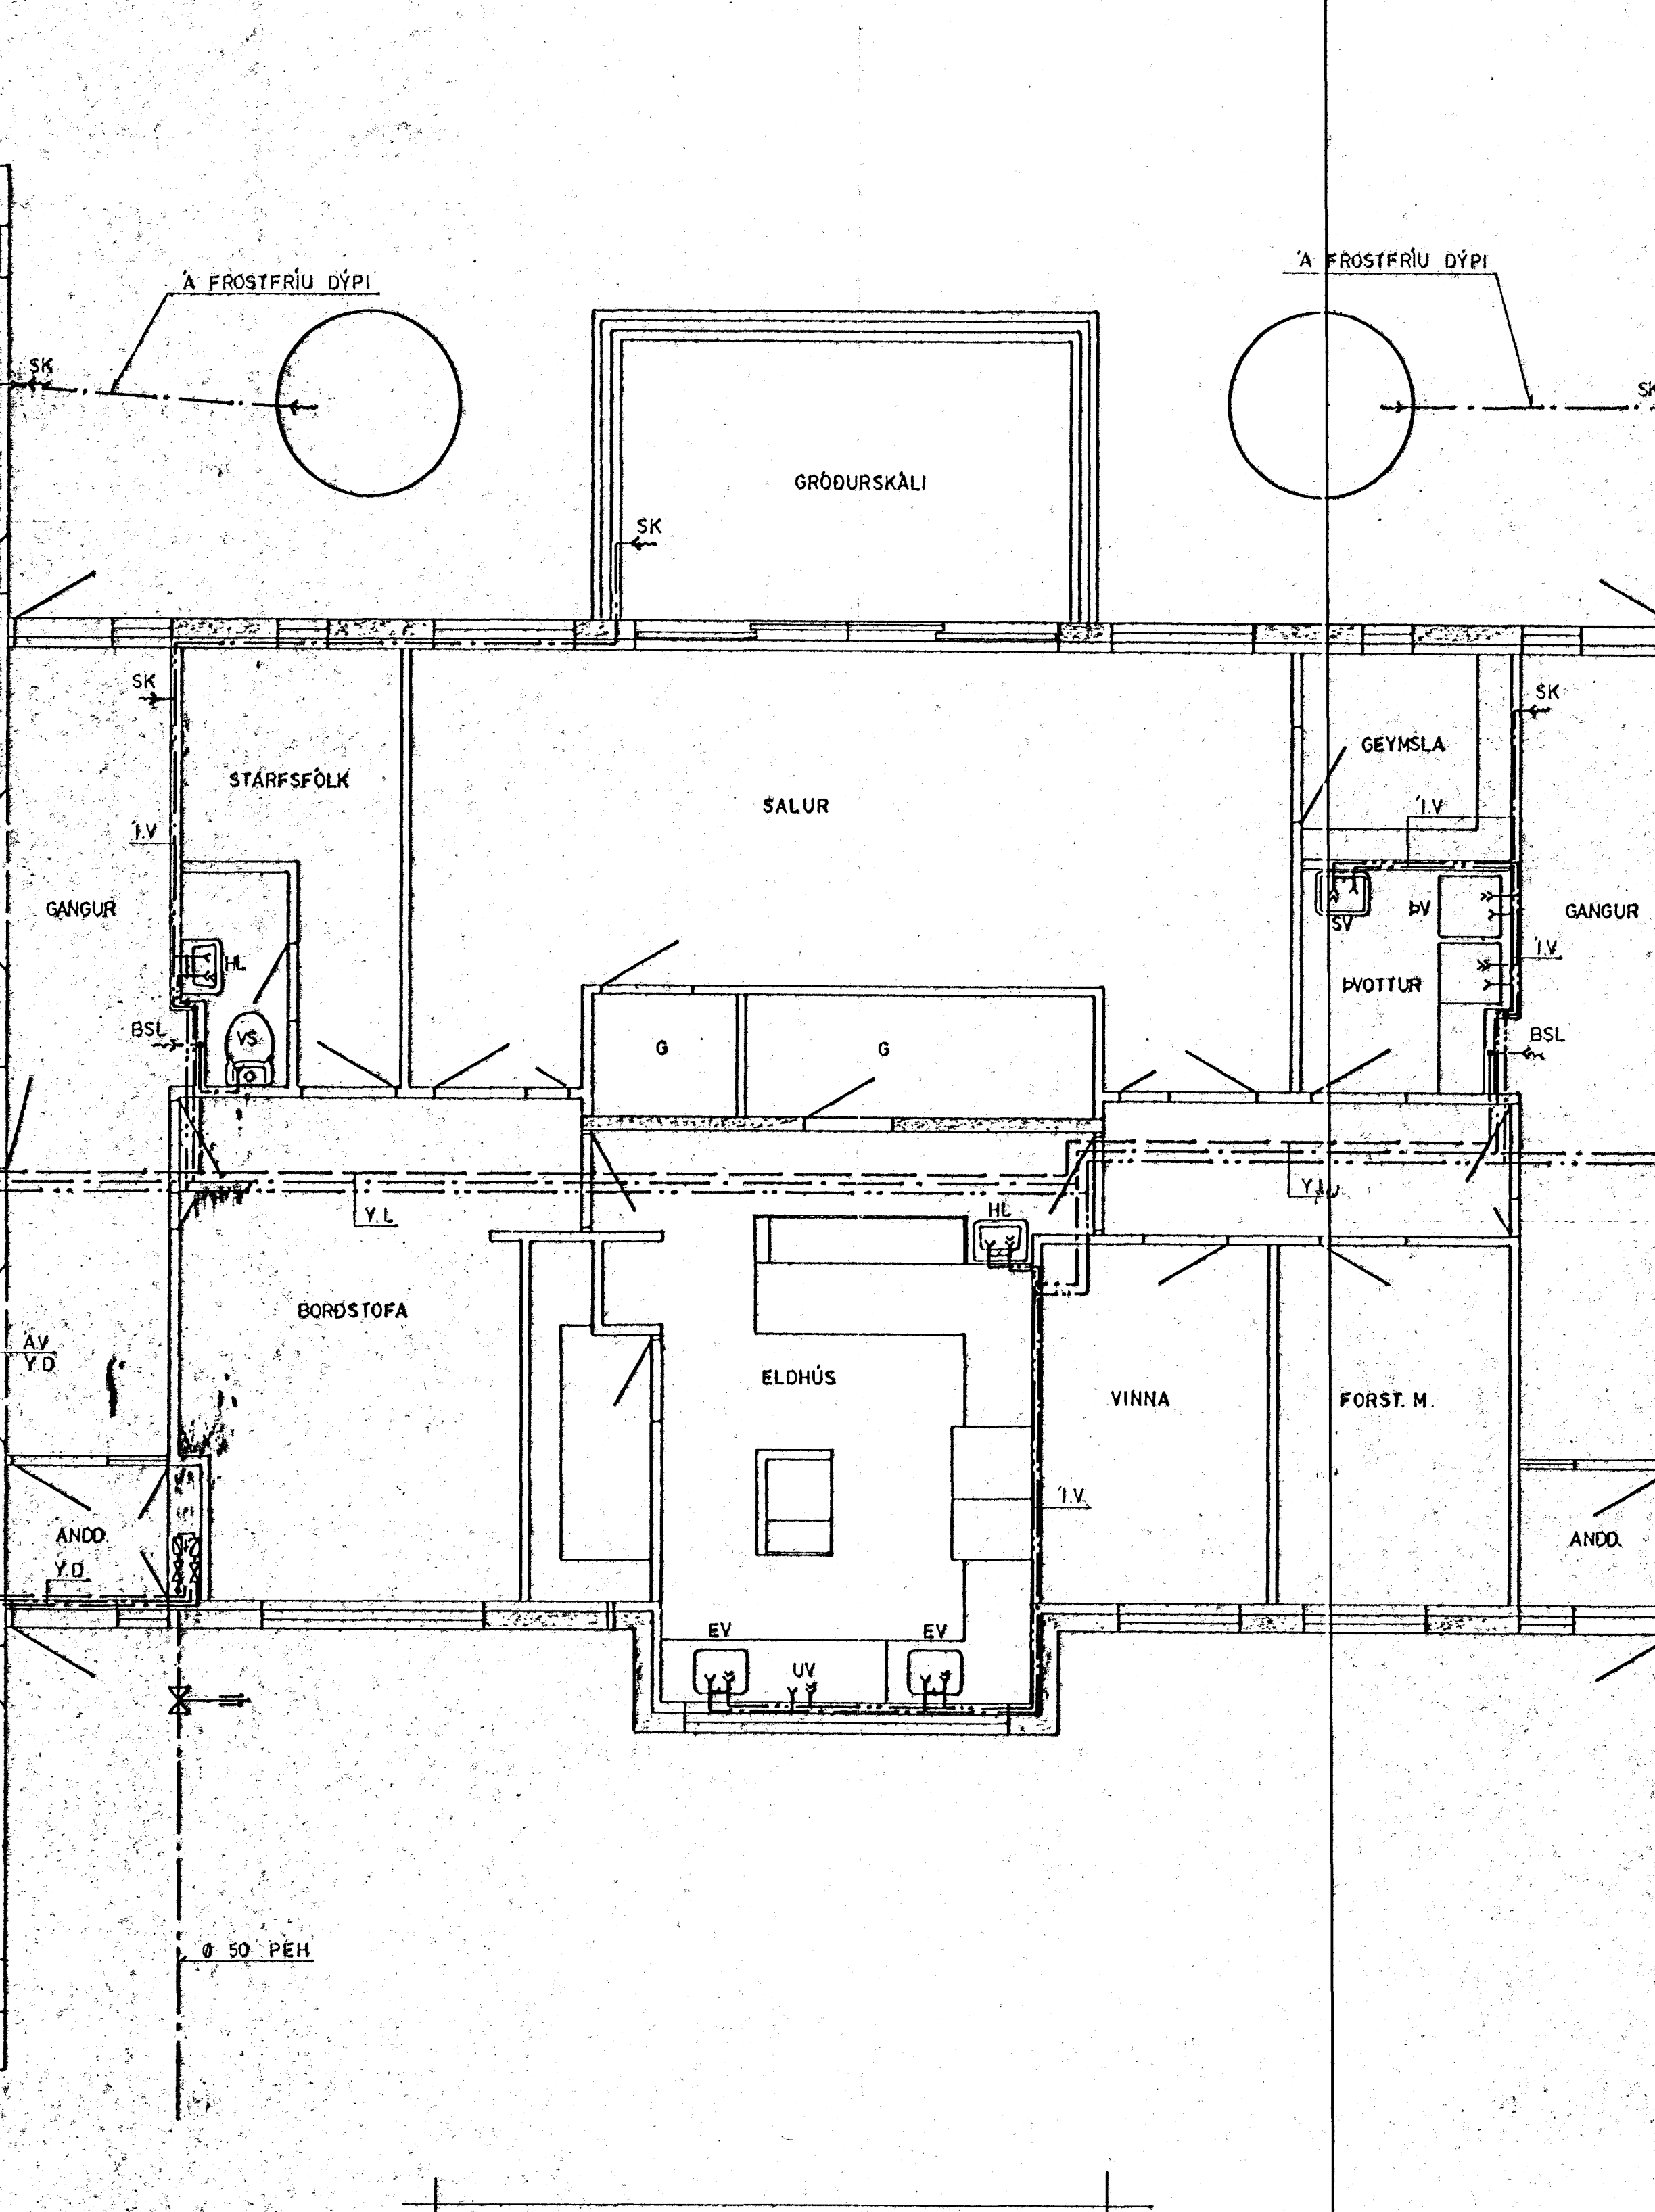 Á FROSTFRÍU DÝPI
Á FROSTFRÍU DÝPI
SK
SK
GRÓÐURSKÁLI
SK
SK
SK
STARFSFÓLK
SALUR
GEYMSLA
Í.V
Í.V
GANGUR
SV
ÞV
GANGUR
HL
Í.V.
ÞVOTTUR
BSL
VS
G
G
BSL
Y.L
Y.L
HL
BORÐSTOFA
Á.V
Y.D
ELDHÚS
VINNA
FORST. M.
Í.V.
ANDD.
Y.D
ANDD.
EV
UV
EV
Ø 50 PEH